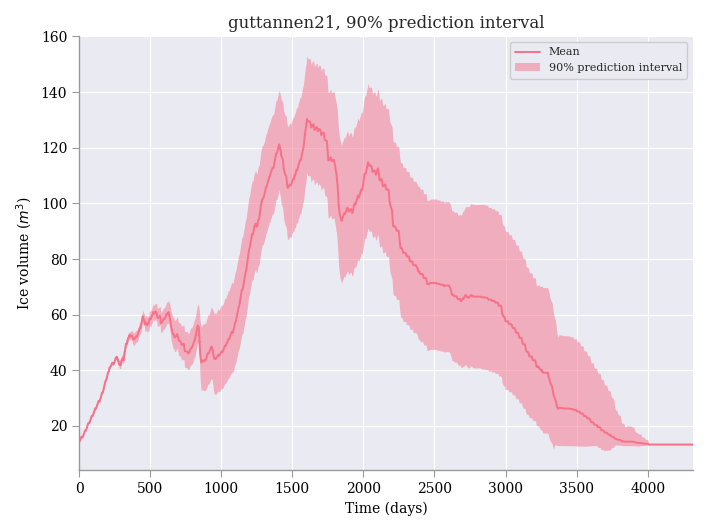 guttannen21, 90% prediction interval
160
140
120
100
80
60
40
20
Ice volume (m³)
Mean
90% prediction interval
0 500 1000 1500 2000 2500 3000 3500 4000
Time (days)